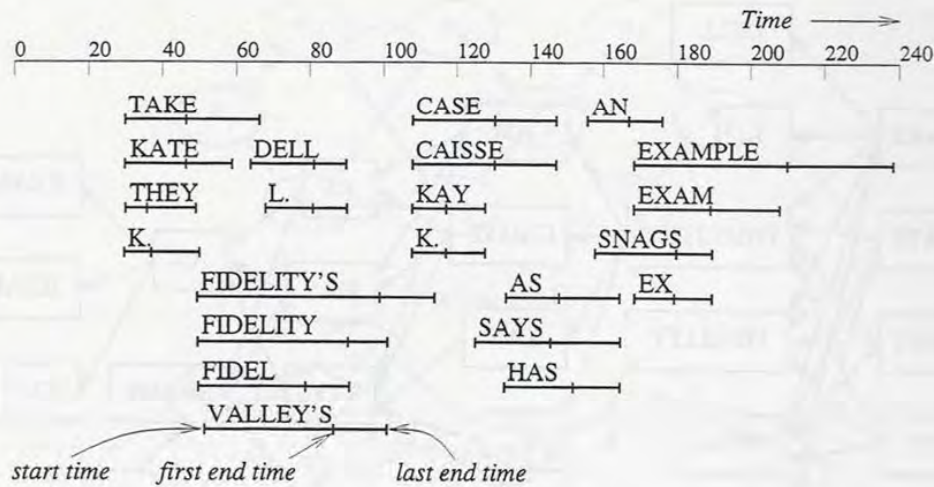 Time
0 20 40 60 80 100 120 140 160 180 200 220 240
TAKE CASE AN
KATE DELL CAISSE EXAMPLE
THEY L. KAY EXAM
K. K. SNAGS
FIDELITY'S AS EX
FIDELITY SAYS
FIDEL HAS
VALLEY'S
start time first end time last end time